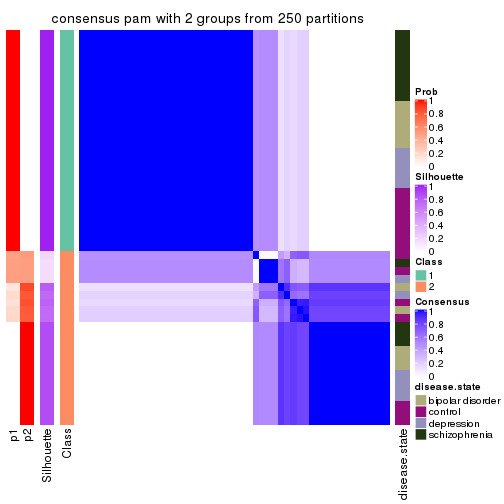 consensus pam with 2 groups from 250 partitions
Prob
1
0.8
0.6
0.4
0.2
0
Silhouette
1
0.8
0.6
0.4
0.2
0
Class
1
2
Consensus
1
0.8
0.6
0.4
0.2
0
disease.state
bipolar disorder
control
depression
schizophrenia
p1
p2
Silhouette
Class
disease.state